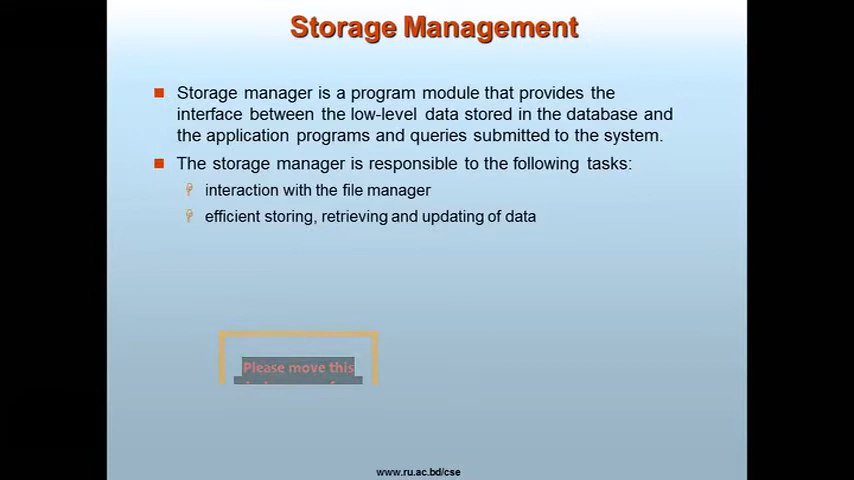 Storage Management
Storage manager is a program module that provides the
interface between the low-level data stored in the database and
the application programs and queries submitted to the system.
The storage manager is responsible to the following tasks:
interaction with the file manager
efficient storing, retrieving and updating of data
Please move this
www.ru.ac.bd/cse